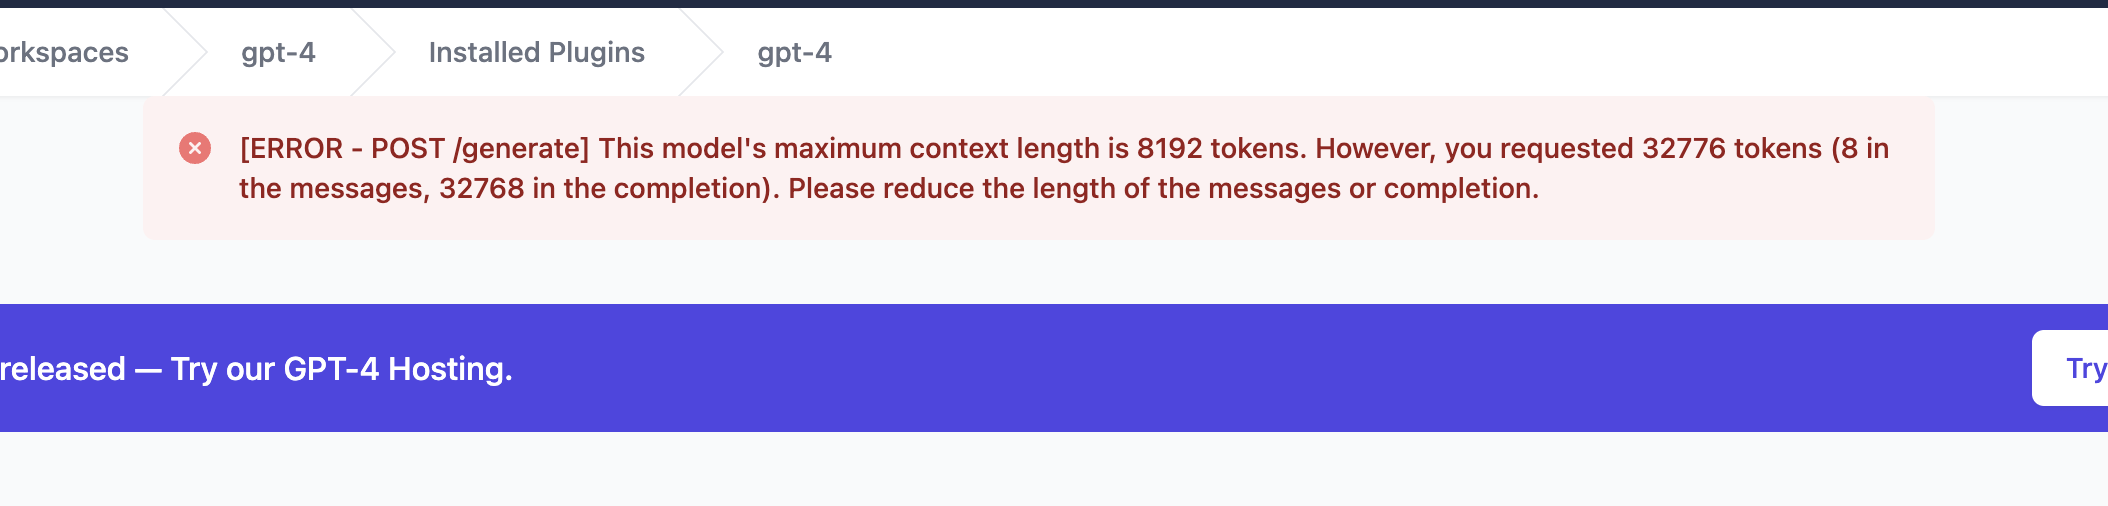 orkspaces
gpt-4
Installed Plugins
gpt-4
[ERROR - POST /generate] This model's maximum context length is 8192 tokens. However, you requested 32776 tokens (8 in
the messages, 32768 in the completion). Please reduce the length of the messages or completion.
released — Try our GPT-4 Hosting.
Try